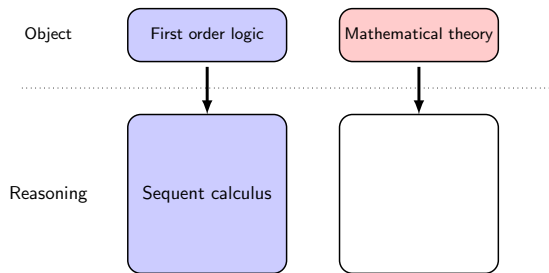 Object
First order logic
Mathematical theory
Reasoning
Sequent calculus